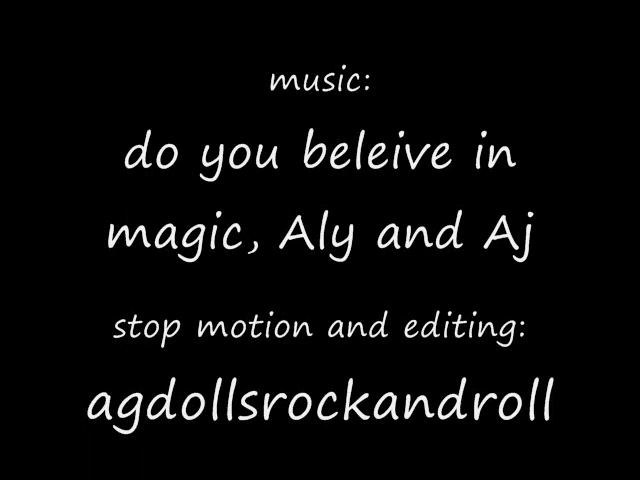 music:
do you beleive in
magic, Aly and Aj
stop motion and editing:
agdollsrockandroll